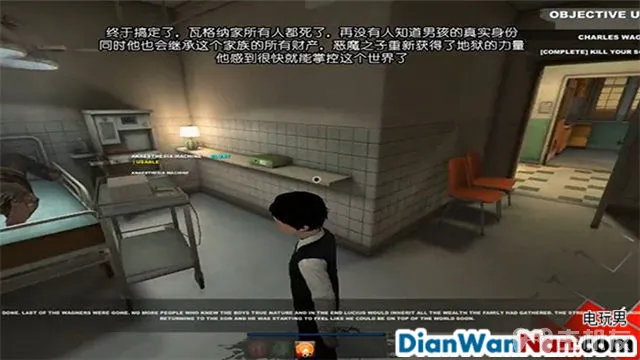 OBJECTIVE U
终于搞定了，瓦格纳家所有人都死了，再没有人知道男孩的真实身份
CHARLES WAG
同时他也会继承这个家族的所有财产，恶魔之子重新获得了地狱的力量
[COMPLETE] KILL YOUR
他感到很快就能掌控这个世界了
ANAESTHESIA MACHINE
USABLE
ANAESTHESIA MACHINE
DONE. LAST OF THE WAGNERS WERE GONE. NO MORE PEOPLE WHO KNEW THE BOYS TRUE NATURE AND IN THE END LUCIUS WOULD INHERIT ALL THE WEALTH THE FAMILY HAD GATHERED. THE
RETURNING TO THE SON AND HE WAS STARTING TO FEEL LIKE HE COULD BE ON TOP OF THE WORLD SOON.
电玩男
DianWanNan.com